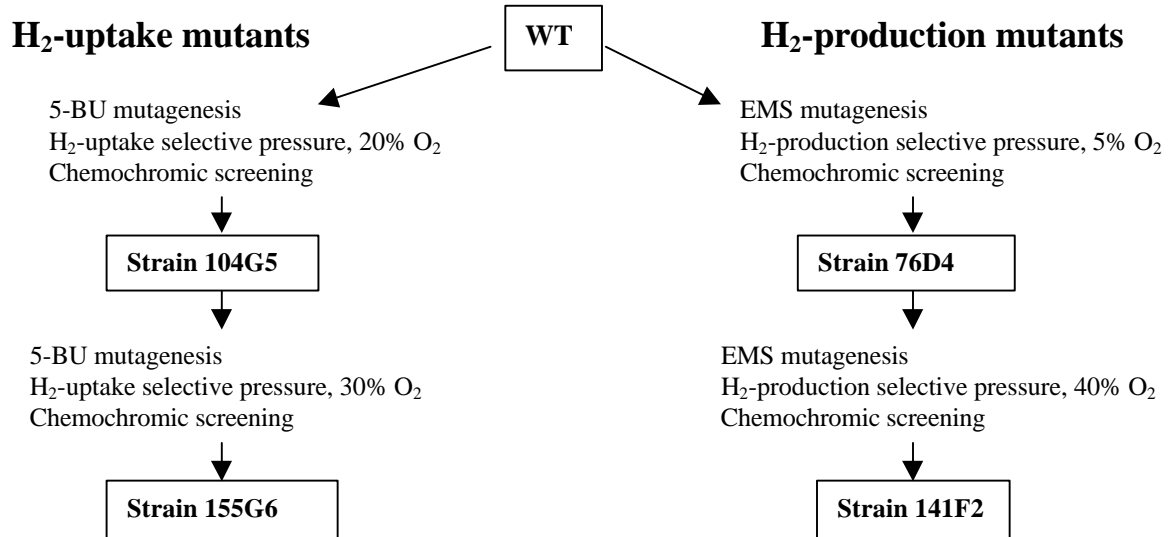 H₂-uptake mutants
WT
H₂-production mutants
5-BU mutagenesis
H₂-uptake selective pressure, 20% O₂
Chemochromic screening
EMS mutagenesis
H₂-production selective pressure, 5% O₂
Chemochromic screening
Strain 104G5
Strain 76D4
5-BU mutagenesis
H₂-uptake selective pressure, 30% O₂
Chemochromic screening
EMS mutagenesis
H₂-production selective pressure, 40% O₂
Chemochromic screening
Strain 155G6
Strain 141F2